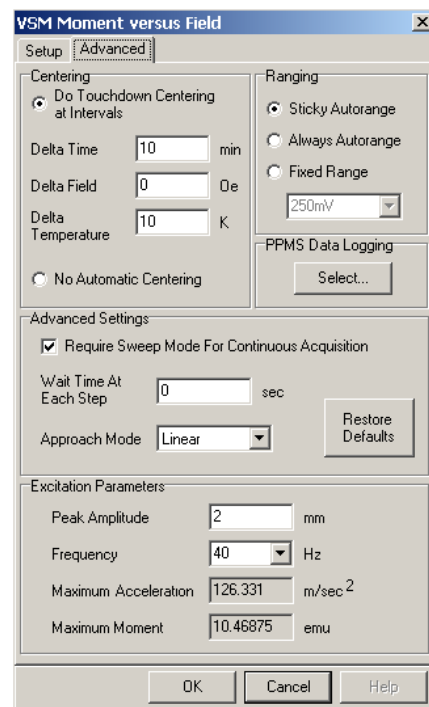 VSM Moment versus Field
Setup Advanced
Centering
Do Touchdown Centering
at Intervals
Delta Time 10 min
Delta Field 0 Oe
Delta
Temperature 10 K
No Automatic Centering
Ranging
Sticky Autorange
Always Autorange
Fixed Range
250mV
PPMS Data Logging
Select...
Advanced Settings
Require Sweep Mode For Continuous Acquisition
Wait Time At
Each Step 0 sec
Approach Mode Linear
Restore
Defaults
Excitation Parameters
Peak Amplitude 2 mm
Frequency 40 Hz
Maximum Acceleration 126.331 m/sec 2
Maximum Moment 10.46875 emu
OK Cancel Help